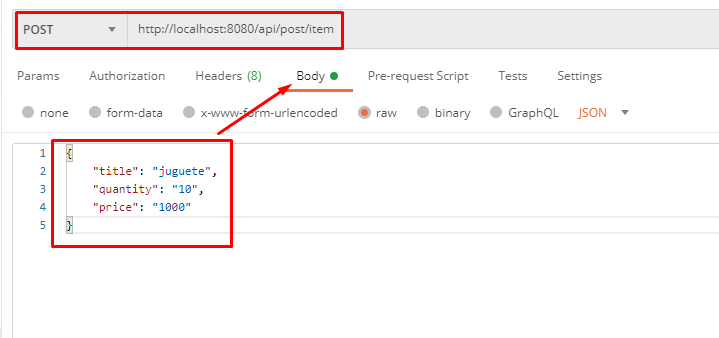 POST http://localhost:8080/api/post/item
Params Authorization Headers (8) Body Pre-request Script Tests Settings
none form-data x-www-form-urlencoded raw binary GraphQL JSON
1 {
2 "title": "juguete",
3 "quantity": "10",
4 "price": "1000"
5 }